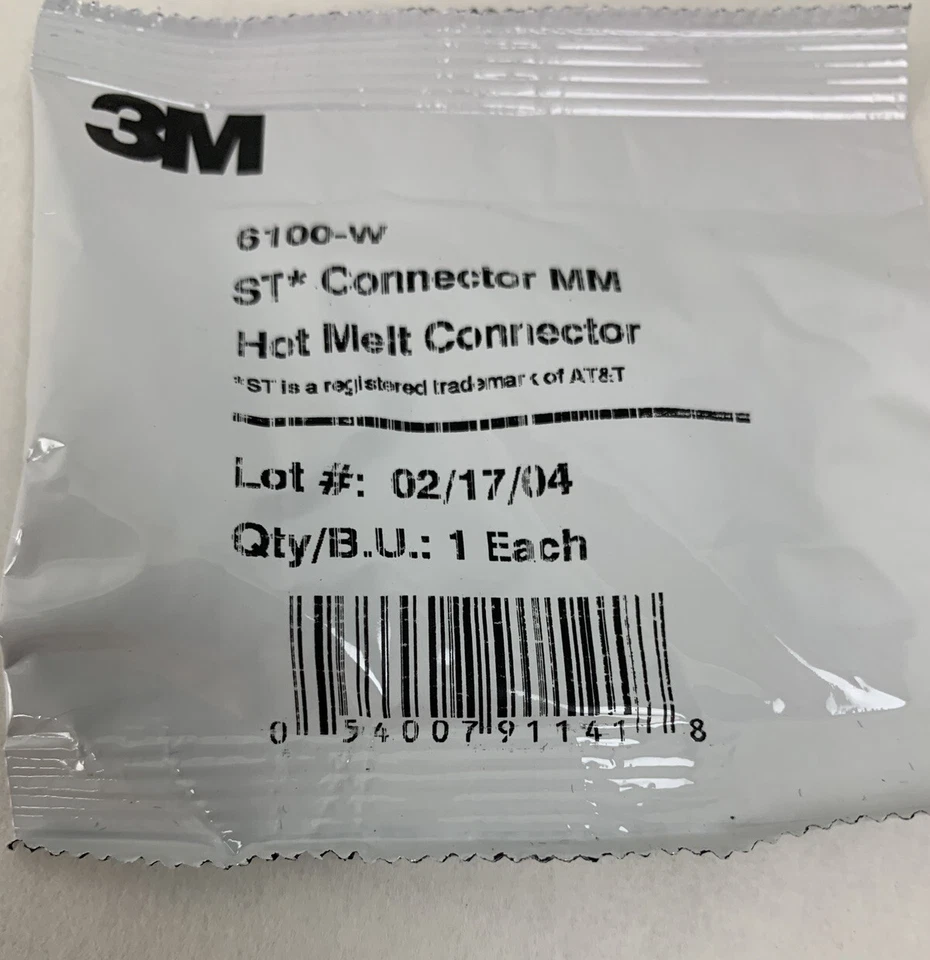 3M
6100-W
ST* Connector MM
Hot Melt Connector
*ST is a registered trademark of AT&T
Lot #: 02/17/04
Qty/B.U.: 1 Each
0 54007 91141 8